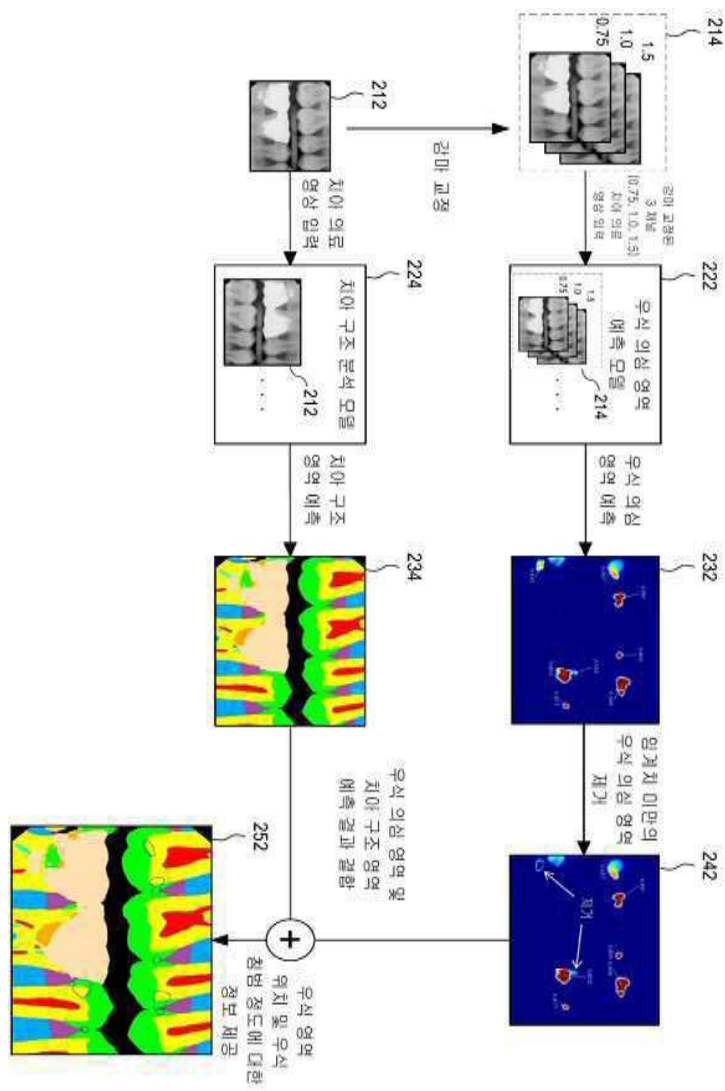 212
치아 의료
영상 입력
감마 교정
214
1.5
1.0
0.75
감마 교정된
3 채널
(0.75, 1.0, 1.5)
치아 의료
영상 입력
222
우식 의심 영역
예측 모델
1.5
1.0
0.75
214
. . .
224
치아 구조 분석 모델
212
. . .
우식 의심
영역 예측
치아 구조
영역 예측
232
234
임계치 미만의
우식 의심 영역
제거
242
제거
우식 의심 영역 및
치아 구조 영역
예측 결과 결합
+
우식 영역
위치 및 우식
침범 정도에 대한
정보 제공
252